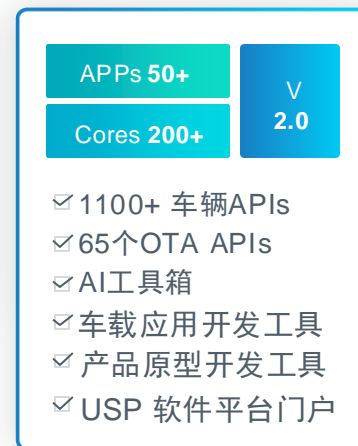 APPs 50+
Cores 200+
V
2.0
1100+ 车辆APIs
65个OTA APIs
AI工具箱
车载应用开发工具
产品原型开发工具
USP 软件平台门户